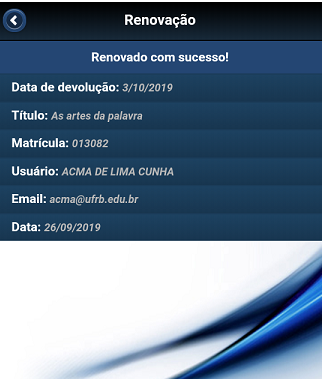 Renovação
Renovado com sucesso!
Data de devolução: 3/10/2019
Título: As artes da palavra
Matrícula: 013082
Usuário: ACMA DE LIMA CUNHA
Email: acma@ufrb.edu.br
Data: 26/09/2019